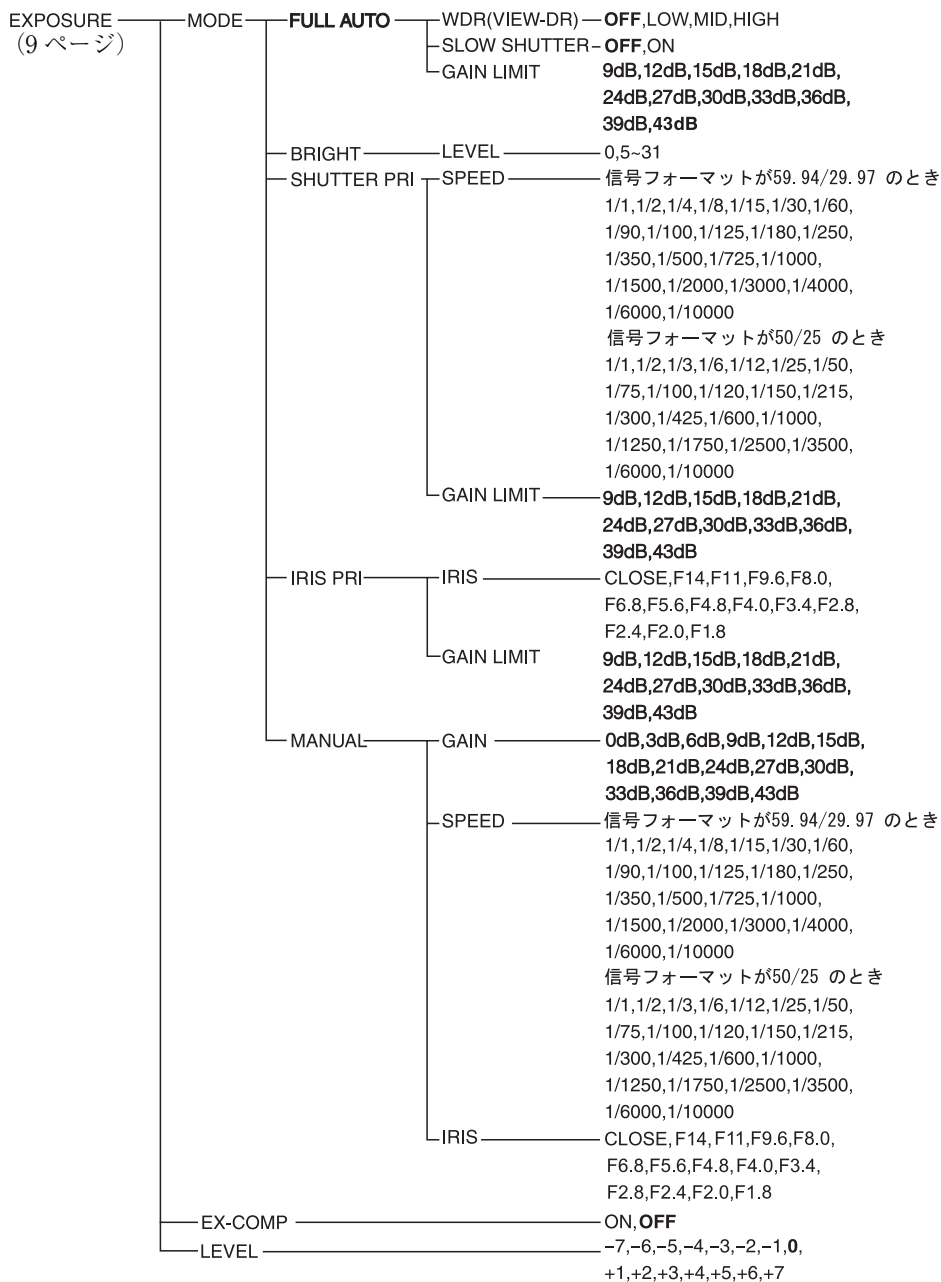 EXPOSURE MODE FULL AUTO WDR(VIEW-DR) OFF,LOW,MID,HIGH
(9 ページ) SLOW SHUTTER OFF,ON
GAIN LIMIT 9dB,12dB,15dB,18dB,21dB,
24dB,27dB,30dB,33dB,36dB,
39dB,43dB
BRIGHT LEVEL 0,5~31
SHUTTER PRI SPEED 信号フォーマットが59.94/29.97 のとき
1/1,1/2,1/4,1/8,1/15,1/30,1/60,
1/90,1/100,1/125,1/180,1/250,
1/350,1/500,1/725,1/1000,
1/1500,1/2000,1/3000,1/4000,
1/6000,1/10000
信号フォーマットが50/25 のとき
1/1,1/2,1/3,1/6,1/12,1/25,1/50,
1/75,1/100,1/120,1/150,1/215,
1/300,1/425,1/600,1/1000,
1/1250,1/1750,1/2500,1/3500,
1/6000,1/10000
GAIN LIMIT 9dB,12dB,15dB,18dB,21dB,
24dB,27dB,30dB,33dB,36dB,
39dB,43dB
IRIS PRI IRIS CLOSE,F14,F11,F9.6,F8.0,
F6.8,F5.6,F4.8,F4.0,F3.4,F2.8,
F2.4,F2.0,F1.8
GAIN LIMIT 9dB,12dB,15dB,18dB,21dB,
24dB,27dB,30dB,33dB,36dB,
39dB,43dB
MANUAL GAIN 0dB,3dB,6dB,9dB,12dB,15dB,
18dB,21dB,24dB,27dB,30dB,
33dB,36dB,39dB,43dB
SPEED 信号フォーマットが59.94/29.97 のとき
1/1,1/2,1/4,1/8,1/15,1/30,1/60,
1/90,1/100,1/125,1/180,1/250,
1/350,1/500,1/725,1/1000,
1/1500,1/2000,1/3000,1/4000,
1/6000,1/10000
信号フォーマットが50/25 のとき
1/1,1/2,1/3,1/6,1/12,1/25,1/50,
1/75,1/100,1/120,1/150,1/215,
1/300,1/425,1/600,1/1000,
1/1250,1/1750,1/2500,1/3500,
1/6000,1/10000
IRIS CLOSE,F14,F11,F9.6,F8.0,
F6.8,F5.6,F4.8,F4.0,F3.4,
F2.8,F2.4,F2.0,F1.8
EX-COMP ON,OFF
LEVEL −7,−6,−5,−4,−3,−2,−1,0,
+1,+2,+3,+4,+5,+6,+7